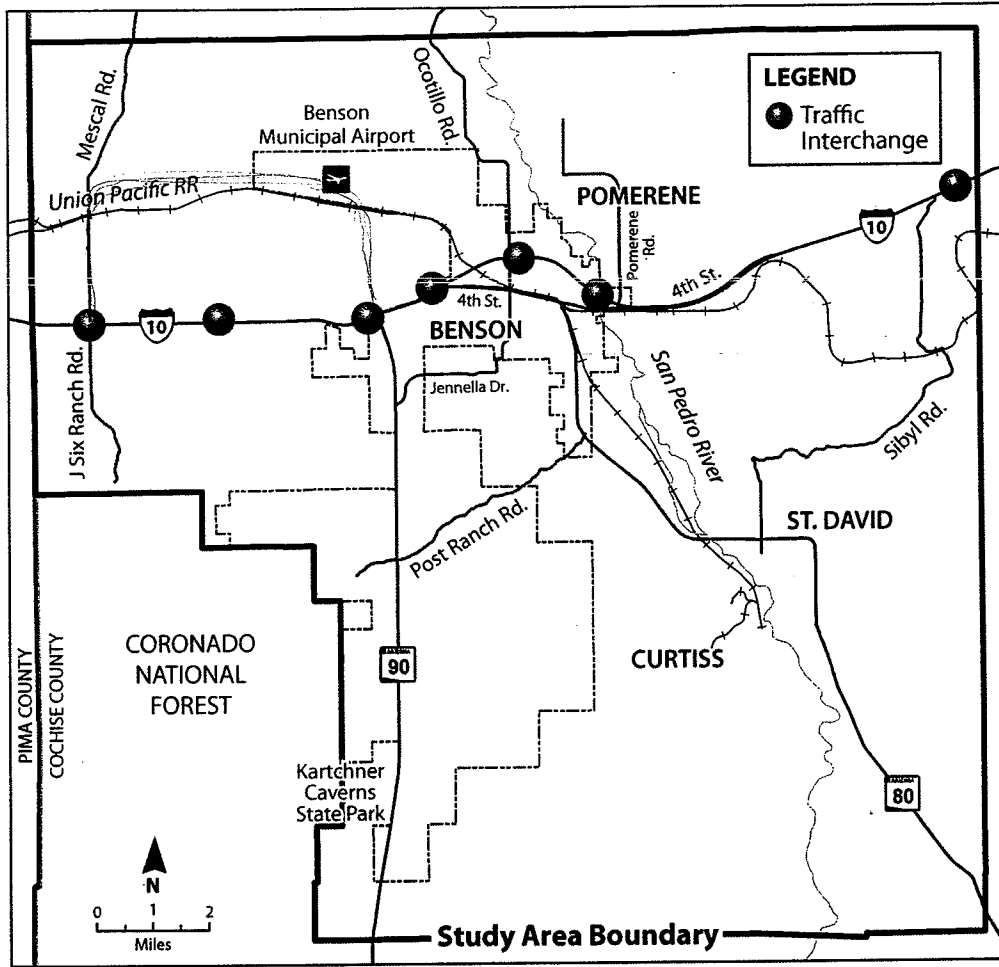 Mescal Rd.
Ocotillo Rd.
LEGEND
Traffic
Interchange
Benson
Municipal Airport
Union Pacific RR
POMERENE
Pomerene
Rd.
10
4th St.
4th St.
10
BENSON
Jennella Dr.
J Six Ranch Rd.
San Pedro River
Sibyl Rd.
Post Ranch Rd.
ST. DAVID
CORONADO
NATIONAL
FOREST
90
CURTISS
PIMA COUNTY
COCHISE COUNTY
Kartchner
Caverns
State Park
80
N
0 1 2
Miles
Study Area Boundary